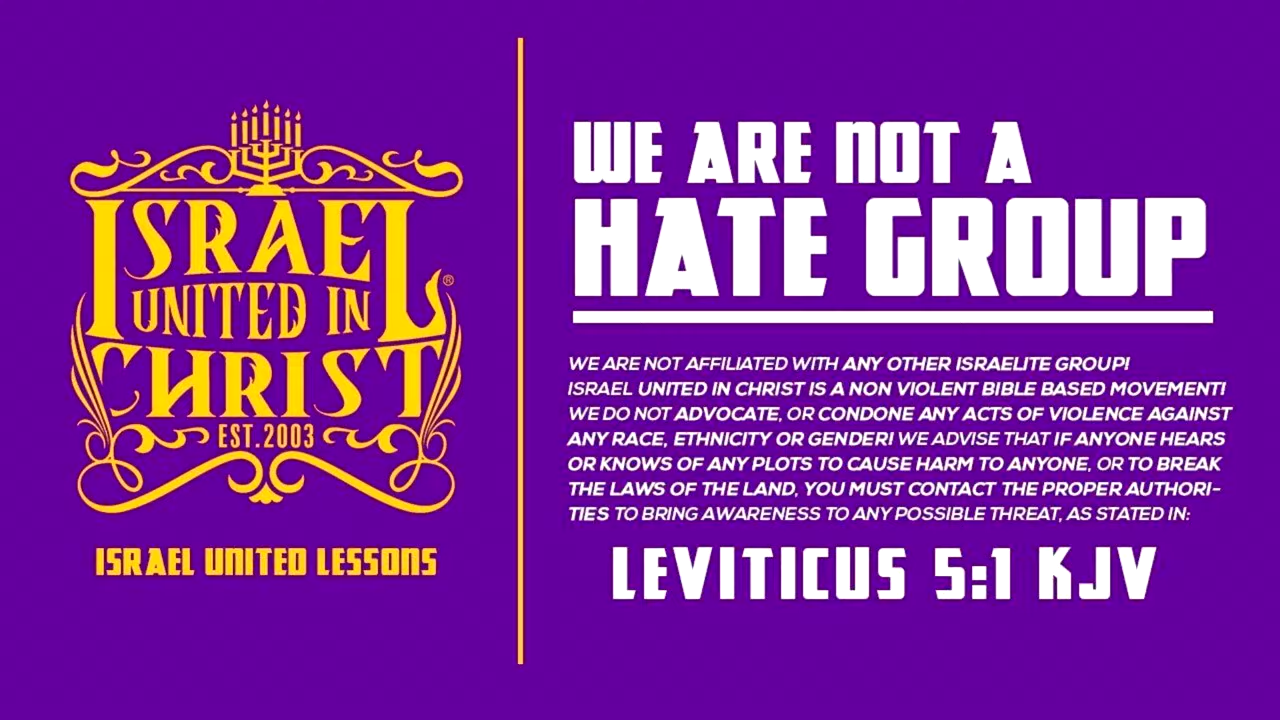 ISRAEL
UNITED IN
CHRIST
®
EST.2003
ISRAEL UNITED LESSONS
WE ARE NOT A
HATE GROUP
WE ARE NOT AFFILIATED WITH ANY OTHER ISRAELITE GROUP!
ISRAEL UNITED IN CHRIST IS A NON VIOLENT BIBLE BASED MOVEMENT!
WE DO NOT ADVOCATE, OR CONDONE ANY ACTS OF VIOLENCE AGAINST
ANY RACE, ETHNICITY OR GENDER! WE ADVISE THAT IF ANYONE HEARS
OR KNOWS OF ANY PLOTS TO CAUSE HARM TO ANYONE, OR TO BREAK
THE LAWS OF THE LAND, YOU MUST CONTACT THE PROPER AUTHORI-
TIES TO BRING AWARENESS TO ANY POSSIBLE THREAT, AS STATED IN:
LEVITICUS 5:1 KJV